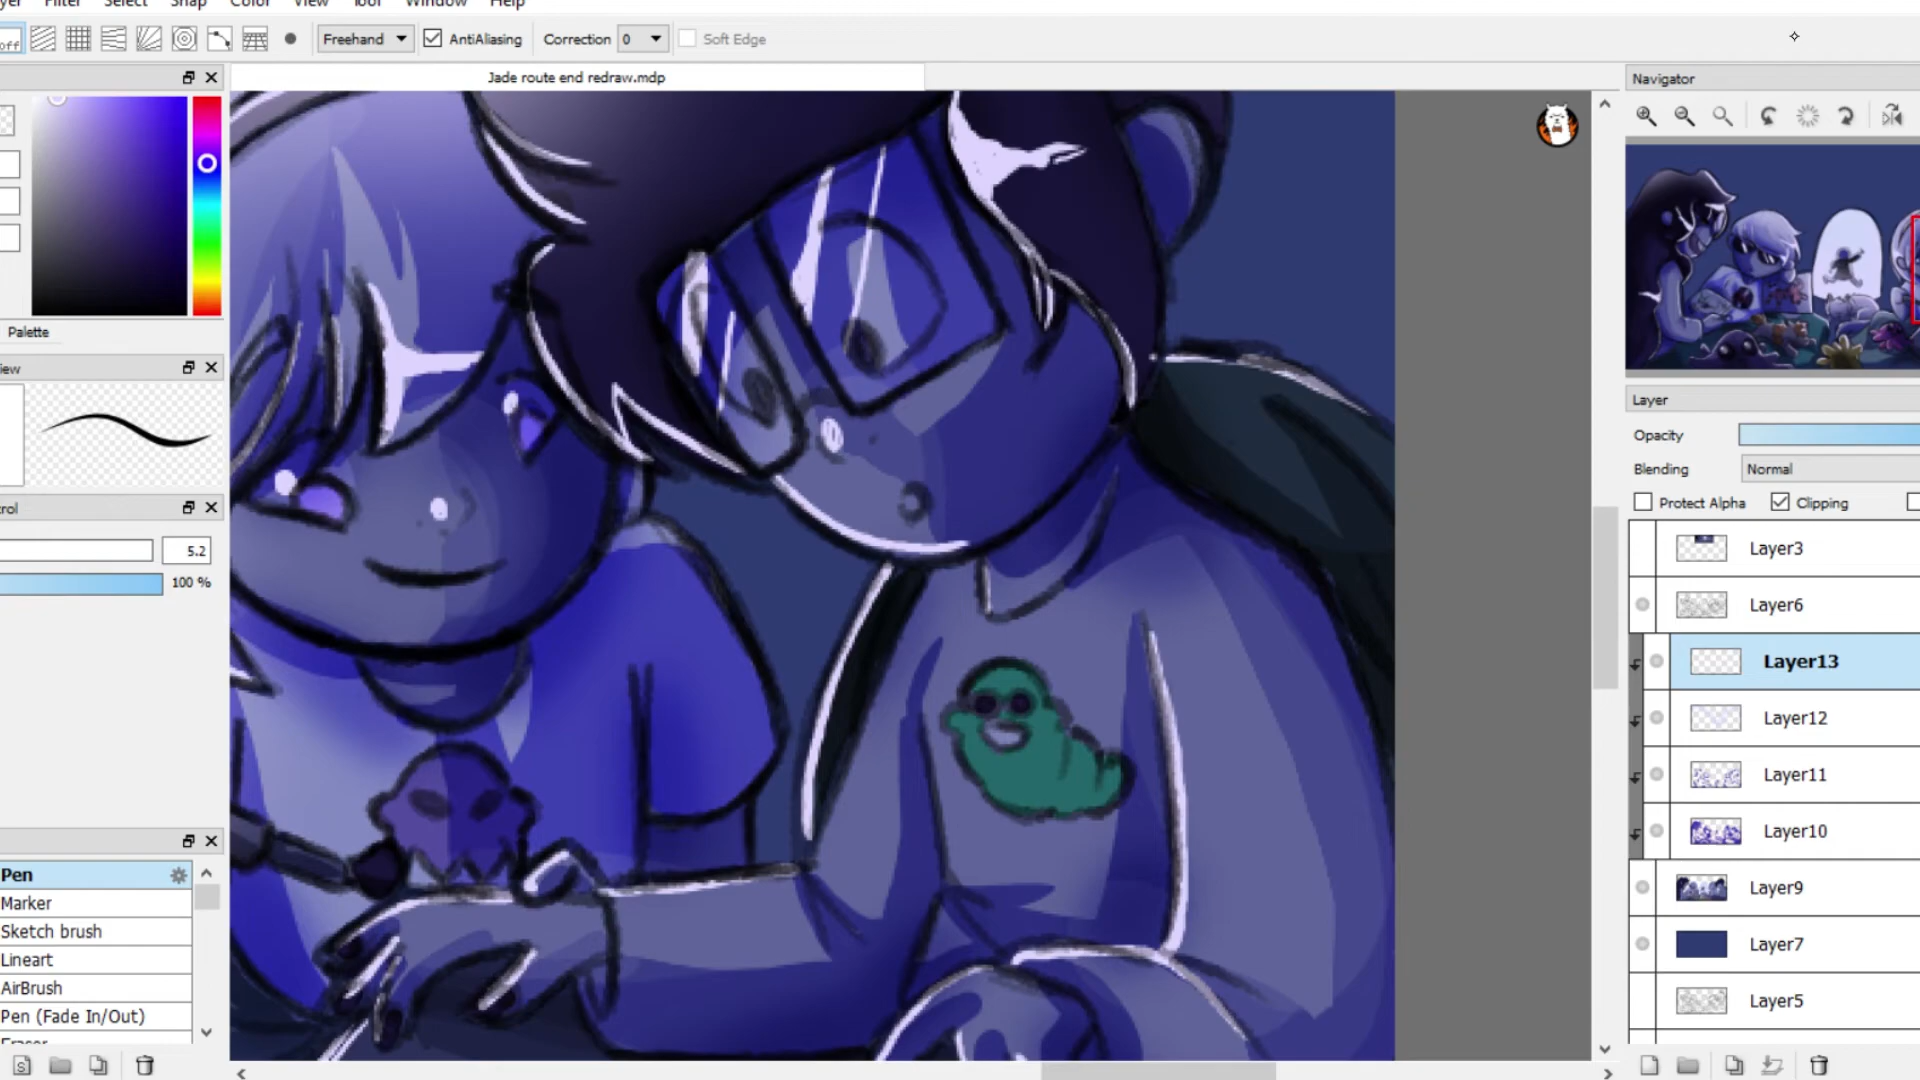 Filter Select Snap Color View Tool Window Help
off Freehand AntiAliasing Correction 0 Soft Edge
Jade route end redraw.mdp
Navigator
Palette
Layer
Opacity
Blending Normal
Protect Alpha Clipping
5.2
100 %
Layer3
Layer6
Layer13
Layer12
Layer11
Layer10
Layer9
Layer7
Layer5
Pen
Marker
Sketch brush
Lineart
AirBrush
Pen (Fade In/Out)
Eraser